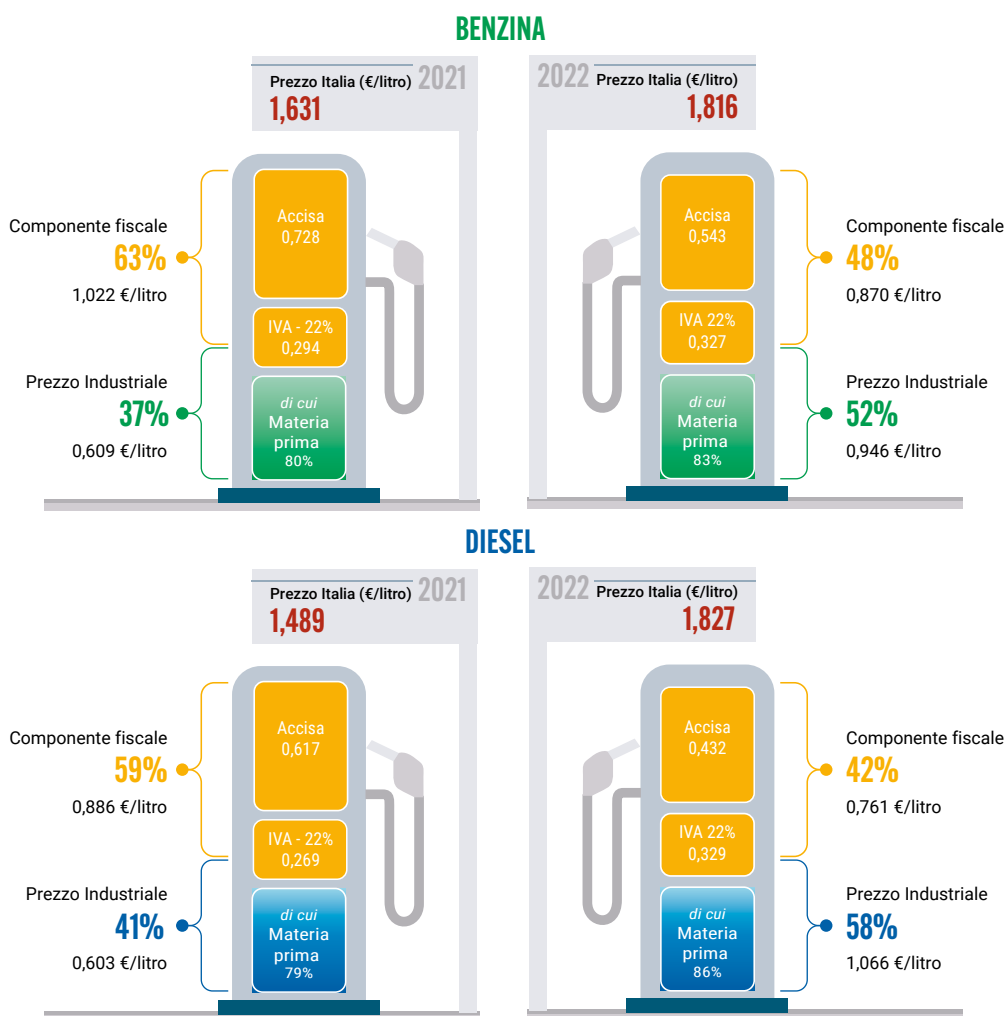 BENZINA
Prezzo Italia (€/litro) 2021
1,631
Componente fiscale
63%
1,022 €/litro
Accisa
0,728
IVA - 22%
0,294
Prezzo Industriale
37%
0,609 €/litro
di cui
Materia
prima
80%
2022 Prezzo Italia (€/litro)
1,816
Accisa
0,543
IVA 22%
0,327
Componente fiscale
48%
0,870 €/litro
di cui
Materia
prima
83%
Prezzo Industriale
52%
0,946 €/litro
DIESEL
Prezzo Italia (€/litro) 2021
1,489
Componente fiscale
59%
0,886 €/litro
Accisa
0,617
IVA - 22%
0,269
Prezzo Industriale
41%
0,603 €/litro
di cui
Materia
prima
79%
2022 Prezzo Italia (€/litro)
1,827
Accisa
0,432
IVA 22%
0,329
Componente fiscale
42%
0,761 €/litro
di cui
Materia
prima
86%
Prezzo Industriale
58%
1,066 €/litro